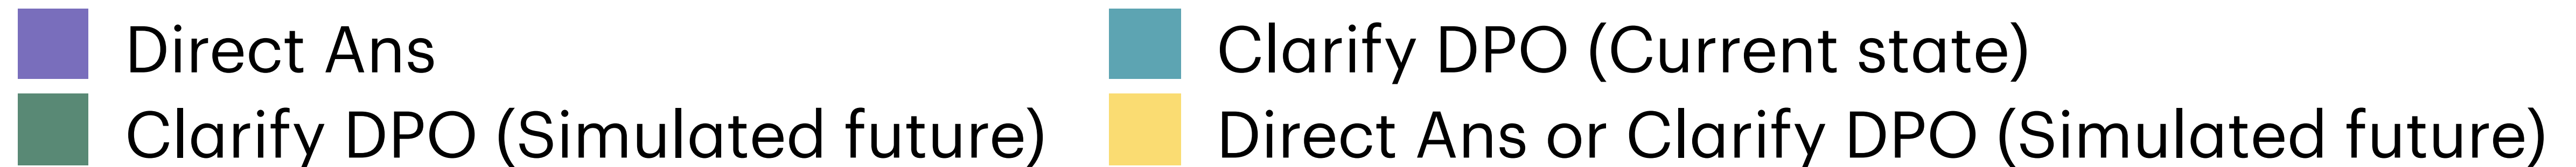 Direct Ans
Clarify DPO (Current state)
Clarify DPO (Simulated future)
Direct Ans or Clarify DPO (Simulated future)